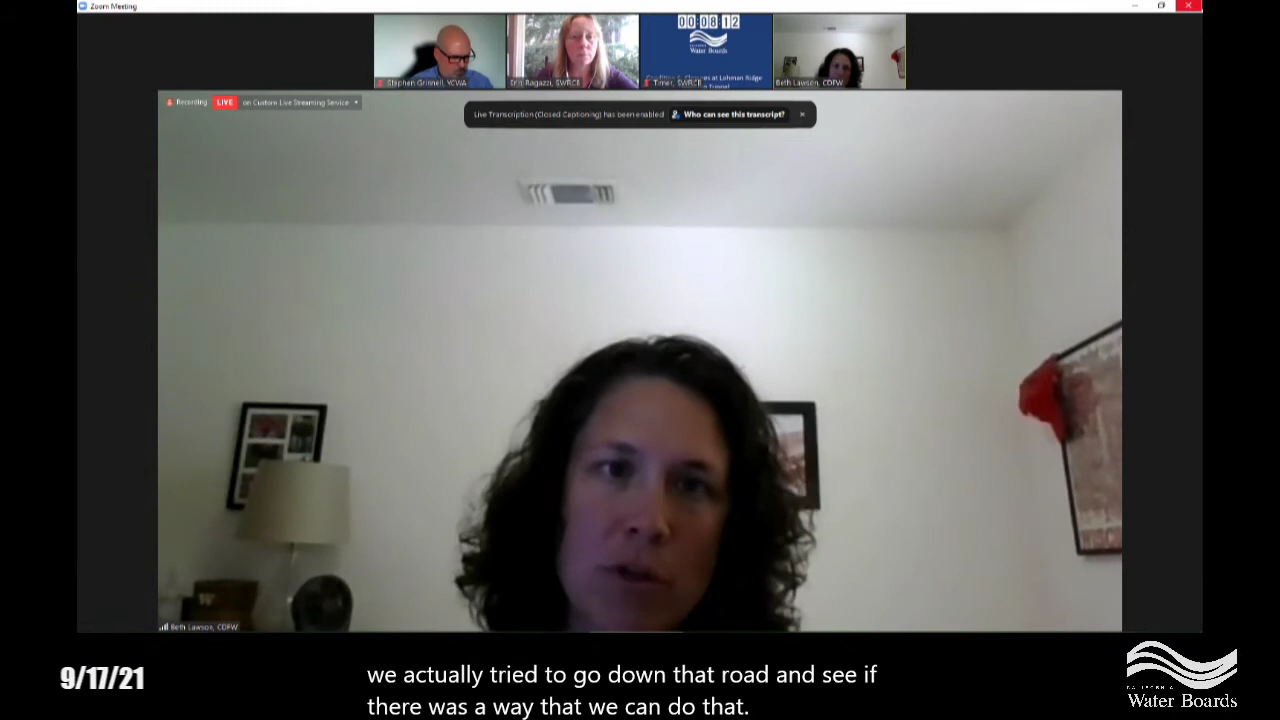 Zoom Meeting
00:08:12
Water Boards
Stephen Grinnell, YCWA
Erin Ragazzi, SWRCB
Timer, SWRCB
Beth Lawson, CDFW
Recording
LIVE
on Custom Live Streaming Service
Live Transcription (Closed Captioning) has been enabled
Who can see this transcript?
Beth Lawson, CDFW
9/17/21
we actually tried to go down that road and see if
there was a way that we can do that.
CALIFORNIA
Water Boards